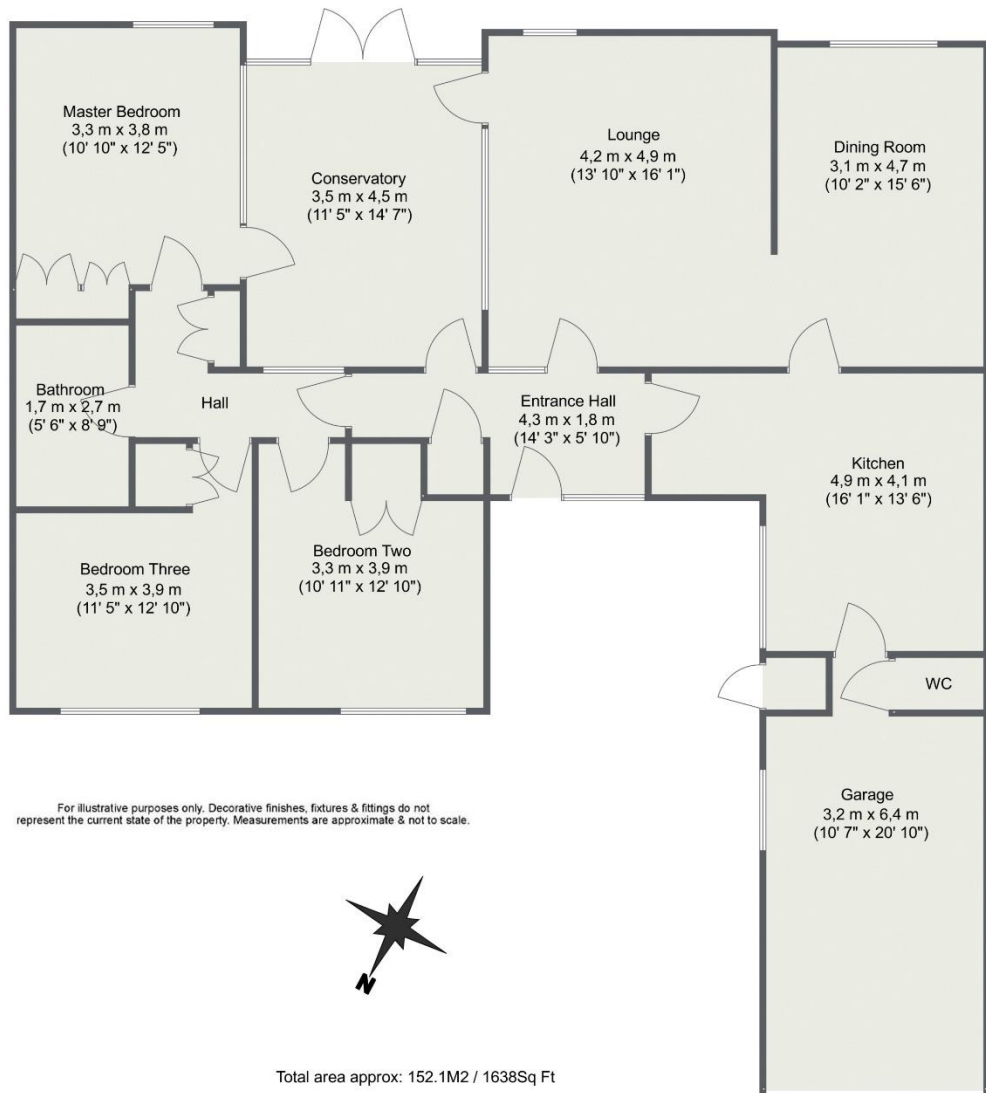 Master Bedroom
3,3 m x 3,8 m
(10' 10" x 12' 5")
Conservatory
3,5 m x 4,5 m
(11' 5" x 14' 7")
Lounge
4,2 m x 4,9 m
(13' 10" x 16' 1")
Dining Room
3,1 m x 4,7 m
(10' 2" x 15' 6")
Bathroom
1,7 m x 2,7 m
(5' 6" x 8' 9")
Hall
Entrance Hall
4,3 m x 1,8 m
(14' 3" x 5' 10")
Kitchen
4,9 m x 4,1 m
(16' 1" x 13' 6")
Bedroom Three
3,5 m x 3,9 m
(11' 5" x 12' 10")
Bedroom Two
3,3 m x 3,9 m
(10' 11" x 12' 10")
WC
Garage
3,2 m x 6,4 m
(10' 7" x 20' 10")
For illustrative purposes only. Decorative finishes, fixtures & fittings do not
represent the current state of the property. Measurements are approximate & not to scale.
N
Total area approx: 152.1M2 / 1638Sq Ft